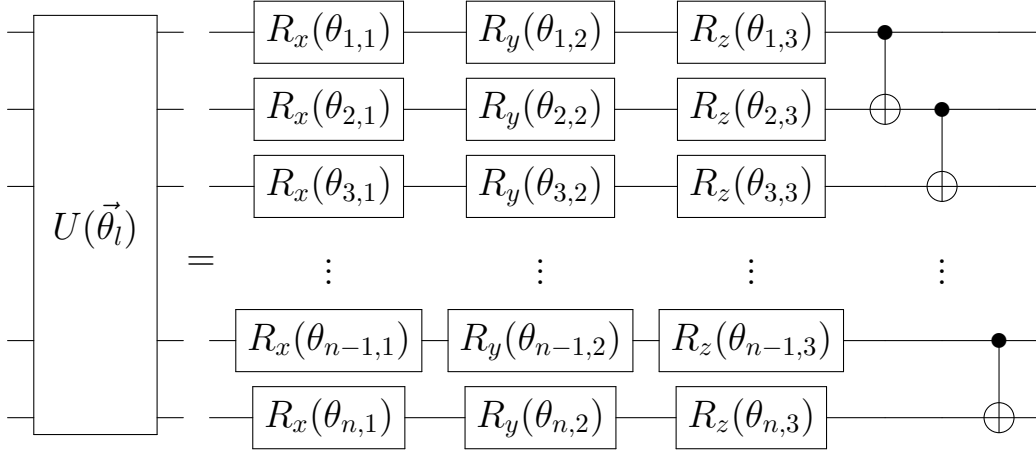 R_x(θ_{1,1}) R_y(θ_{1,2}) R_z(θ_{1,3})
R_x(θ_{2,1}) R_y(θ_{2,2}) R_z(θ_{2,3})
R_x(θ_{3,1}) R_y(θ_{3,2}) R_z(θ_{3,3})
U(\vec{θ}_l) = ⋮ ⋮ ⋮ ⋮
R_x(θ_{n−1,1}) R_y(θ_{n−1,2}) R_z(θ_{n−1,3})
R_x(θ_{n,1}) R_y(θ_{n,2}) R_z(θ_{n,3})